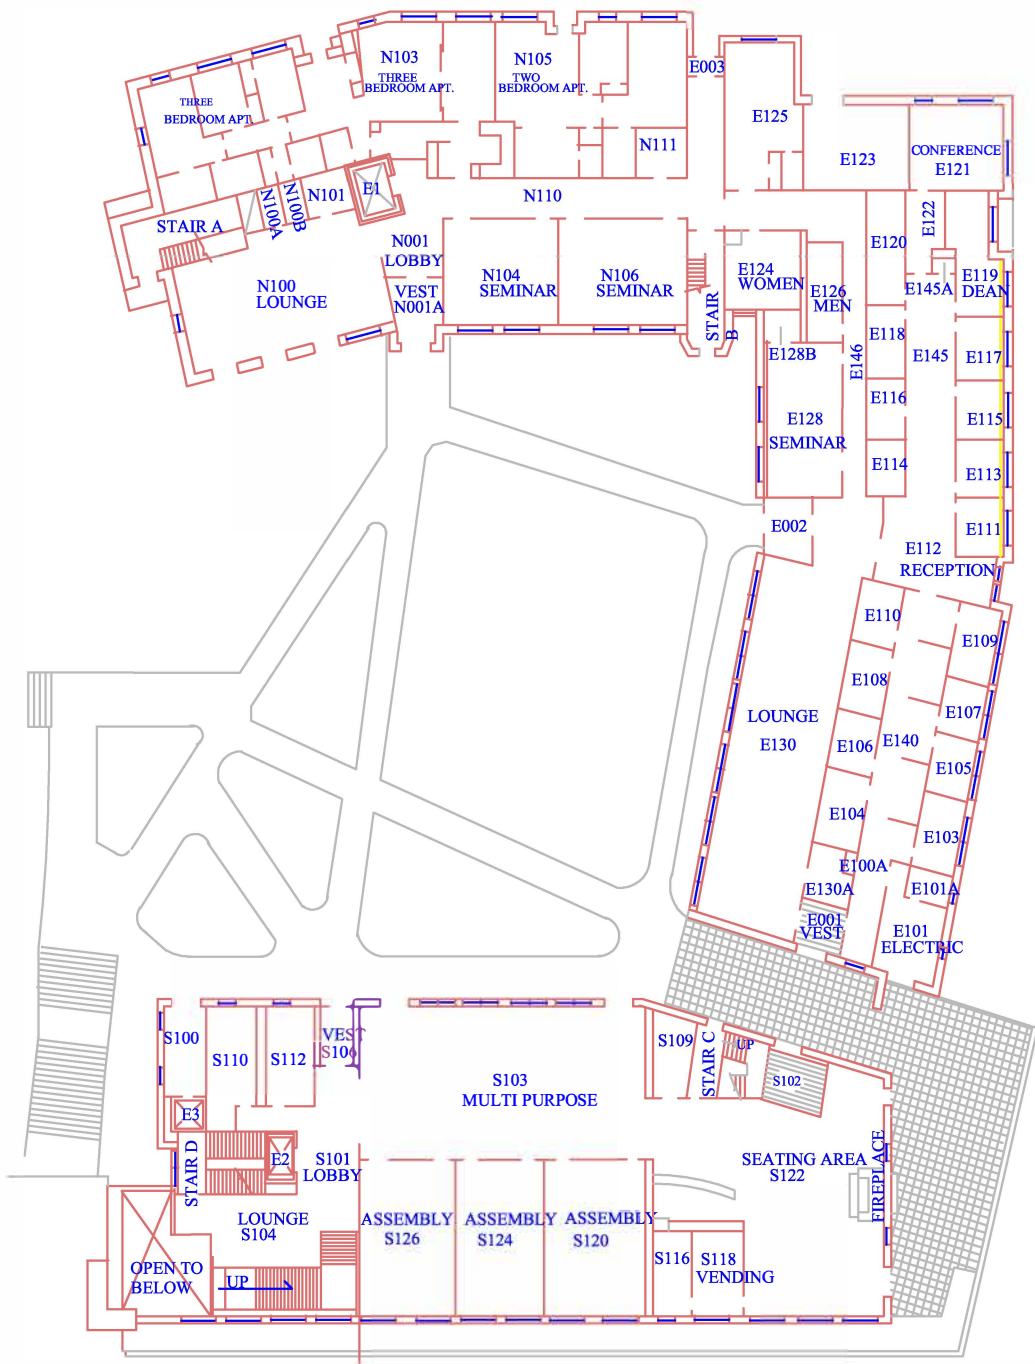 N103
THREE
BEDROOM APT.
N105
TWO
BEDROOM APT.
E003
THREE
BEDROOM APT.
E125
N111
E123
CONFERENCE
E121
E1
N101
N100A
N100B
N110
STAIR A
E122
E120
N001
LOBBY
N100
LOUNGE
VEST
N001A
N104
SEMINAR
N106
SEMINAR
STAIR
B
E124
WOMEN
E126
MEN
E145A
E119
DEAN
E118
E128B
E146
E145
E117
E116
E115
E128
SEMINAR
E114
E113
E002
E111
E112
RECEPTION
E110
E109
E108
LOUNGE
E130
E107
E106
E140
E105
E104
E103
E100A
E130A
E101A
E001
VEST
E101
ELECTRIC
S100
S110
S112
VEST
S106
S109
STAIR C
UP
S102
S103
MULTI PURPOSE
E3
STAIR D
E2
S101
LOBBY
SEATING AREA
S122
FIREPLACE
LOUNGE
S104
ASSEMBLY
S126
ASSEMBLY
S124
ASSEMBLY
S120
S116
S118
VENDING
OPEN TO
BELOW
UP